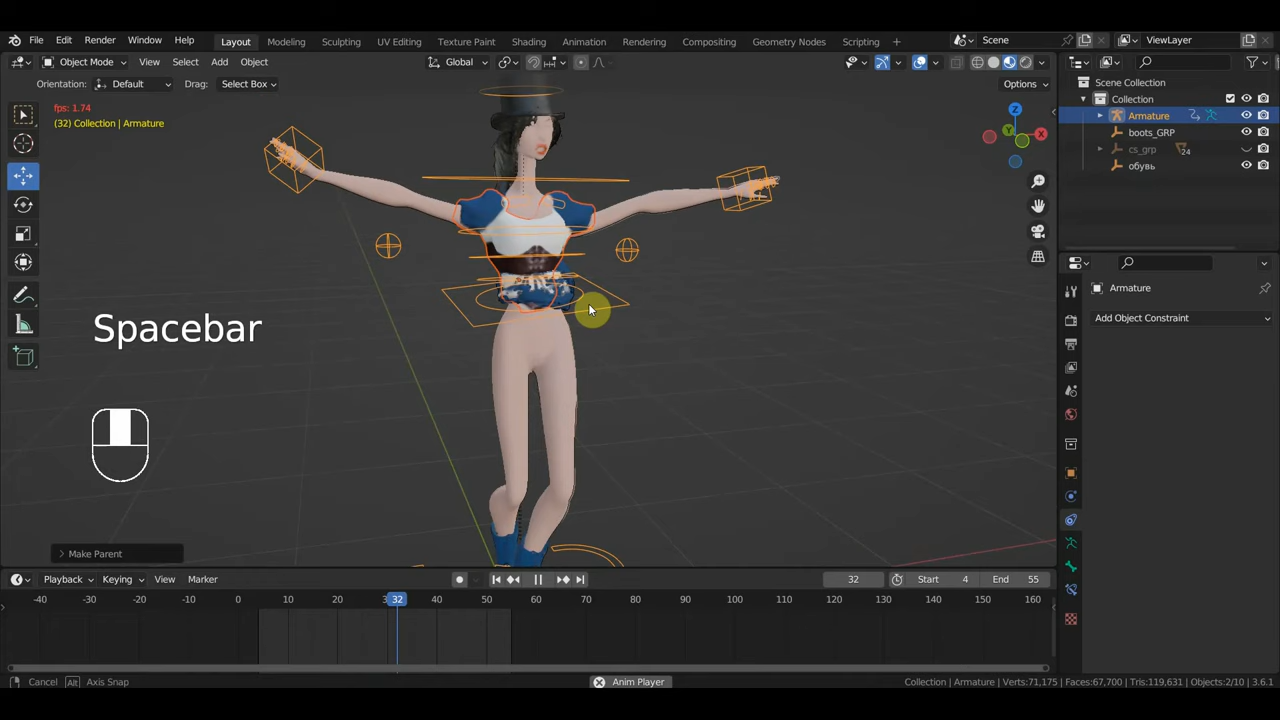 File Edit Render Window Help Layout Modeling Sculpting UV Editing Texture Paint Shading Animation Rendering Compositing Geometry Nodes Scripting + Scene ViewLayer
Object Mode View Select Add Object Global Options
Orientation: Default Drag: Select Box
fps: 1.74
(32) Collection | Armature
Z
Y
X
Scene Collection
Collection
Armature
boots_GRP
cs_grp 24
обувь
Armature
Add Object Constraint
Spacebar
Make Parent
Playback Keying View Marker 32 Start 4 End 55
-40 -30 -20 -10 0 10 20 32 40 50 60 70 80 90 100 110 120 130 140 150 160
Cancel Alt Axis Snap Anim Player Collection | Armature | Verts:71,175 | Faces:67,700 | Tris:119,631 | Objects:2/10 | 3.6.1